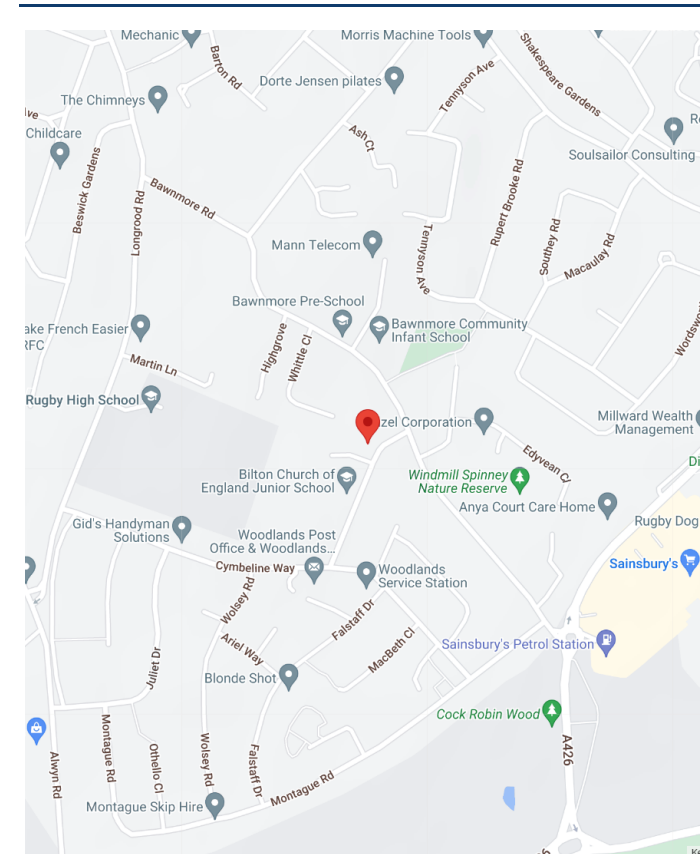 Mechanic
Morris Machine Tools
Barton Rd
Dorte Jensen pilates
Tennyson Ave
Shakespeare Gardens
The Chimneys
Childcare
Ash Ct
Soulsailor Consulting
Beswick Gardens
Longrood Rd
Bawnmore Rd
Rupert Brooke Rd
Southey Rd
Macaulay Rd
Mann Telecom
Tennyson Ave
Bawnmore Pre-School
Bawnmore Community
Infant School
ake French Easier
RFC
Highgrove
Whittle Cl
Martin Ln
Rugby High School
zel Corporation
Millward Wealth
Management
Edyvean Cl
Bilton Church of
England Junior School
Windmill Spinney
Nature Reserve
Anya Court Care Home
Rugby Dog
Gid's Handyman
Solutions
Woodlands Post
Office & Woodlands...
Cymbeline Way
Woodlands
Service Station
Sainsbury's
Wolsey Rd
Falstaff Dr
Ariel Way
MacBeth Cl
Sainsbury's Petrol Station
Juliet Dr
Blonde Shot
Cock Robin Wood
Alwyn Rd
Montague Rd
Othello Cl
Wolsey Rd
Falstaff Dr
Montague Rd
A426
Montague Skip Hire